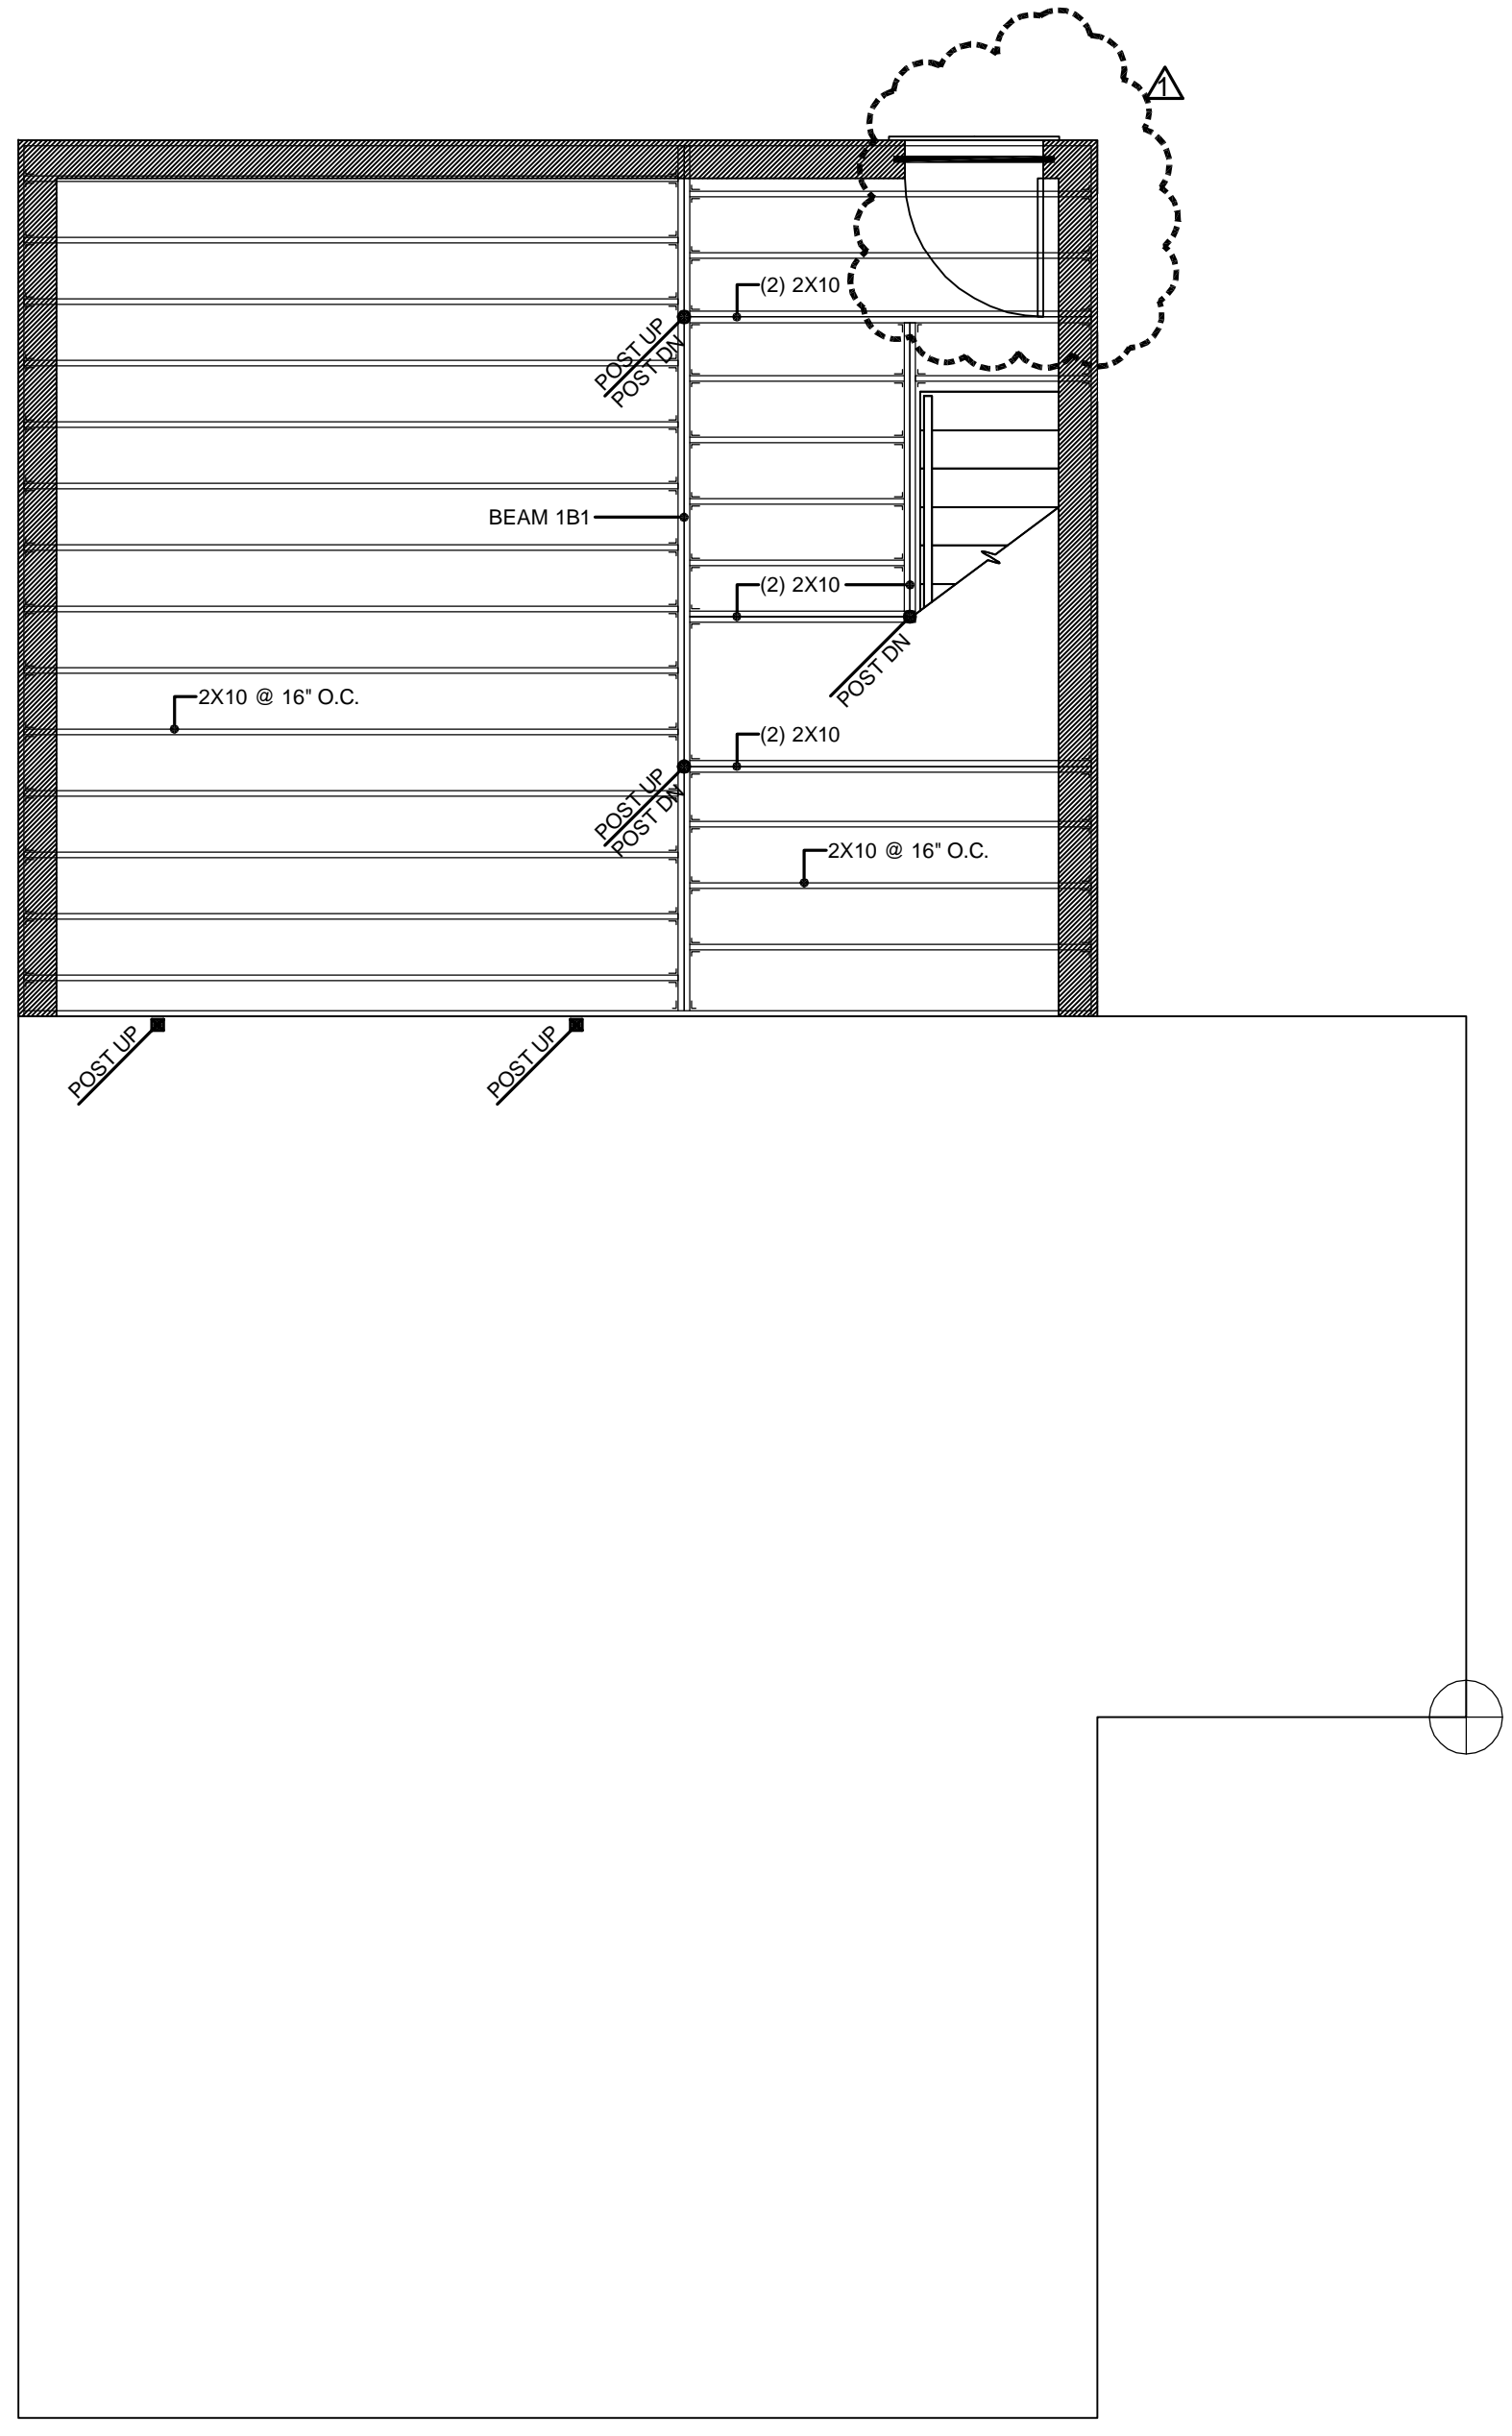 1
(2) 2X10
POST UP
POST DN
BEAM 1B1
(2) 2X10
POST DN
2X10 @ 16" O.C.
(2) 2X10
POST UP
POST DN
2X10 @ 16" O.C.
POST UP
POST UP